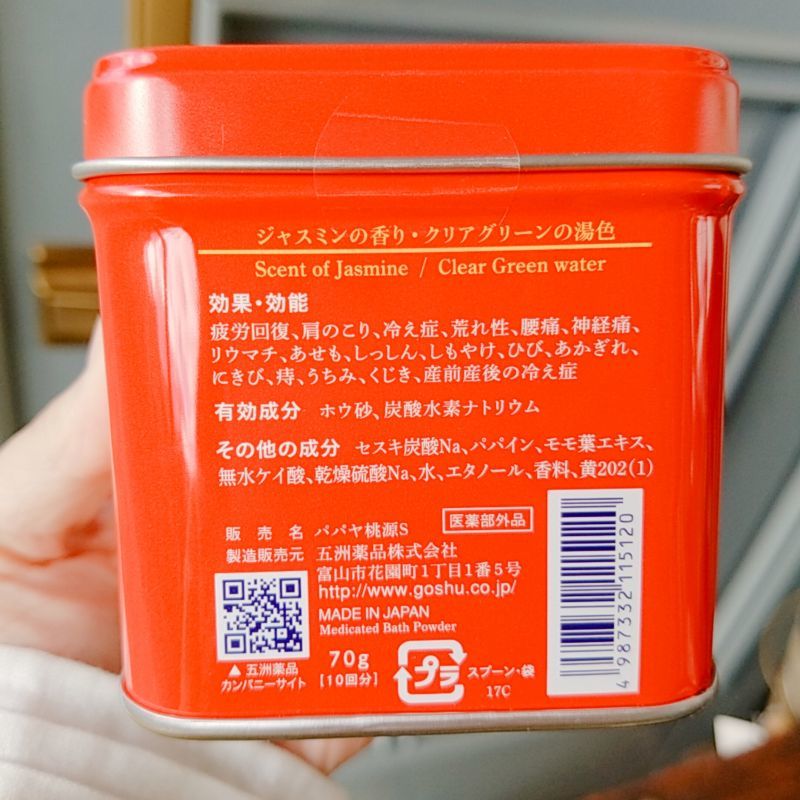 ジャスミンの香り・クリアグリーンの湯色
Scent of Jasmine / Clear Green water
効果・効能
疲労回復、肩のこり、冷え症、荒れ性、腰痛、神経痛、
リウマチ、あせも、しっしん、しもやけ、ひび、あかぎれ、
にきび、痔、うちみ、くじき、産前産後の冷え症
有効成分 ホウ砂、炭酸水素ナトリウム
その他の成分 セスキ炭酸Na、パパイン、モモ葉エキス、
無水ケイ酸、乾燥硫酸Na、水、エタノール、香料、黄202(1)
販売名 パパヤ桃源S 医薬部外品
製造販売元 五洲薬品株式会社
富山市花園町1丁目1番5号
http://www.goshu.co.jp/
MADE IN JAPAN
Medicated Bath Powder
▲ 五洲薬品
カンパニーサイト
70g
[10回分]
プラ
スプーン・袋
17C
4 987332 115120